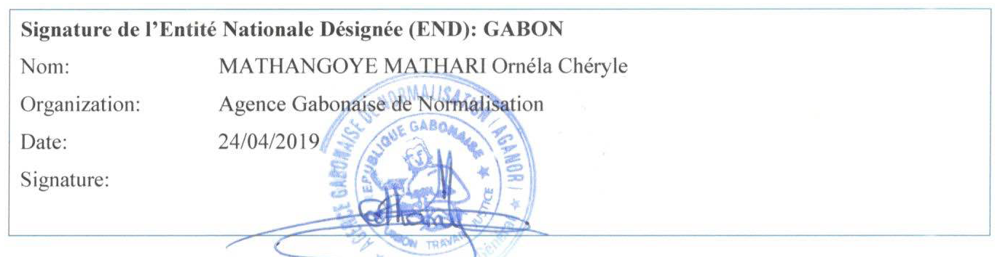 Signature de l'Entité Nationale Désignée (END): GABON
Nom: MATHANGOYE MATHARI Ornéla Chéryle
Organization: Agence Gabonaise de Normalisation
Date: 24/04/2019
Signature:
AGENCE GABONAISE DE NORMALISATION (AGANOR)
REPUBLIQUE GABONAISE
UNION TRAVAIL JUSTICE